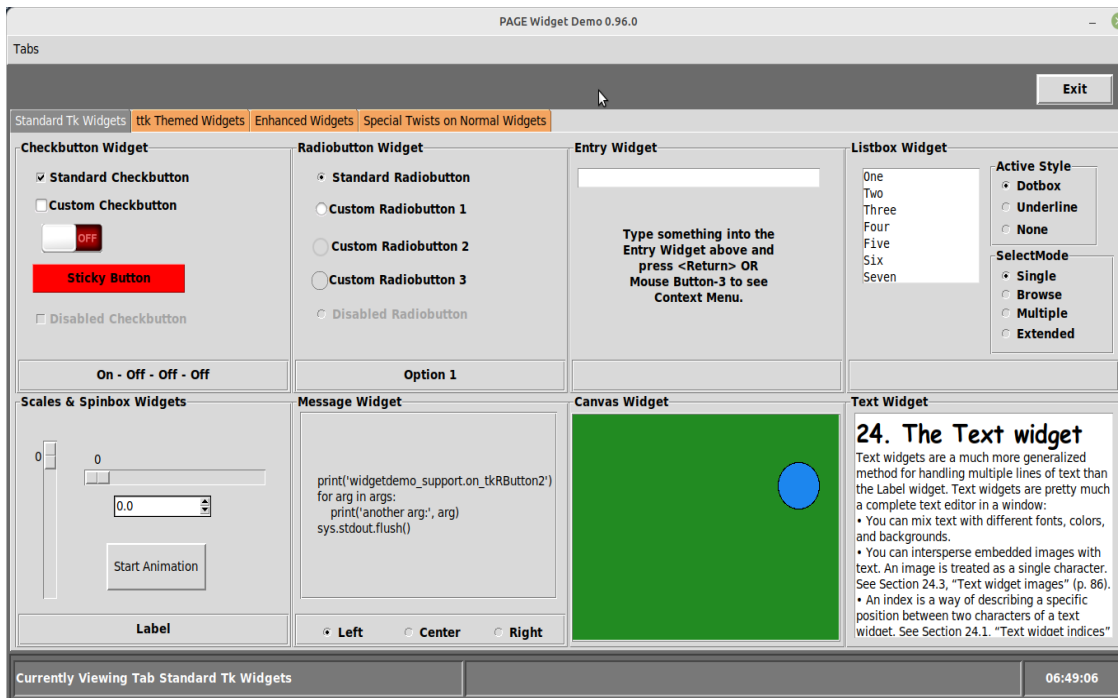 PAGE Widget Demo 0.96.0
Tabs
Exit
Standard Tk Widgets
ttk Themed Widgets
Enhanced Widgets
Special Twists on Normal Widgets
Checkbutton Widget
Standard Checkbutton
Custom Checkbutton
OFF
Sticky Button
Disabled Checkbutton
On - Off - Off - Off
Radiobutton Widget
Standard Radiobutton
Custom Radiobutton 1
Custom Radiobutton 2
Custom Radiobutton 3
Disabled Radiobutton
Option 1
Entry Widget
Type something into the
Entry Widget above and
press <Return> OR
Mouse Button-3 to see
Context Menu.
Listbox Widget
One
Two
Three
Four
Five
Six
Seven
Active Style
Dotbox
Underline
None
SelectMode
Single
Browse
Multiple
Extended
Scales & Spinbox Widgets
0
0
0.0
Start Animation
Label
Message Widget
print('widgetdemo_support.on_tkRButton2')
for arg in args:
print('another arg:', arg)
sys.stdout.flush()
Left
Center
Right
Canvas Widget
Text Widget
24. The Text widget
Text widgets are a much more generalized
method for handling multiple lines of text than
the Label widget. Text widgets are pretty much
a complete text editor in a window:
• You can mix text with different fonts, colors,
and backgrounds.
• You can intersperse embedded images with
text. An image is treated as a single character.
See Section 24.3, “Text widget images” (p. 86).
• An index is a way of describing a specific
position between two characters of a text
widget. See Section 24.1, “Text widget indices”
Currently Viewing Tab Standard Tk Widgets
06:49:06